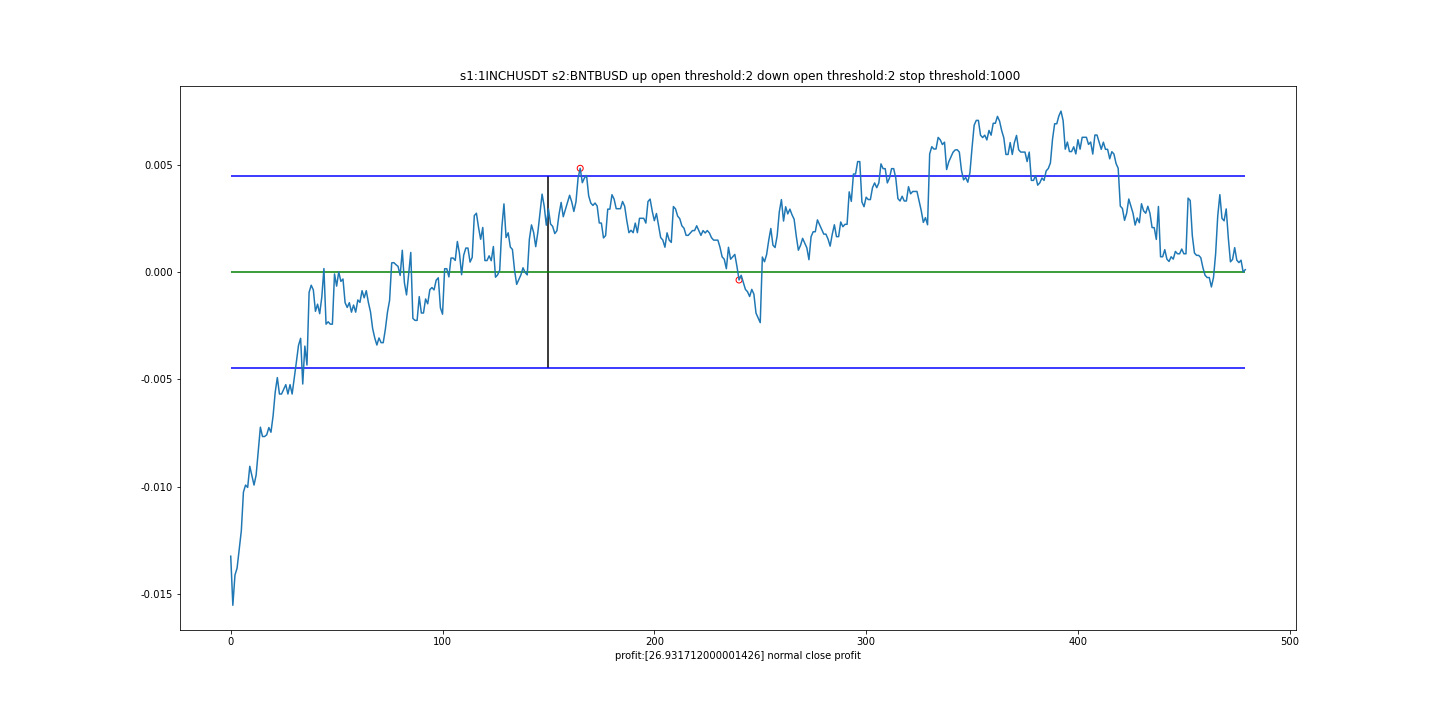 s1:1INCHUSDT s2:BNTBUSD up open threshold:2 down open threshold:2 stop threshold:1000
0.005
0.000
-0.005
-0.010
-0.015
0 100 200 300 400 500
profit:[26.931712000001426] normal close profit